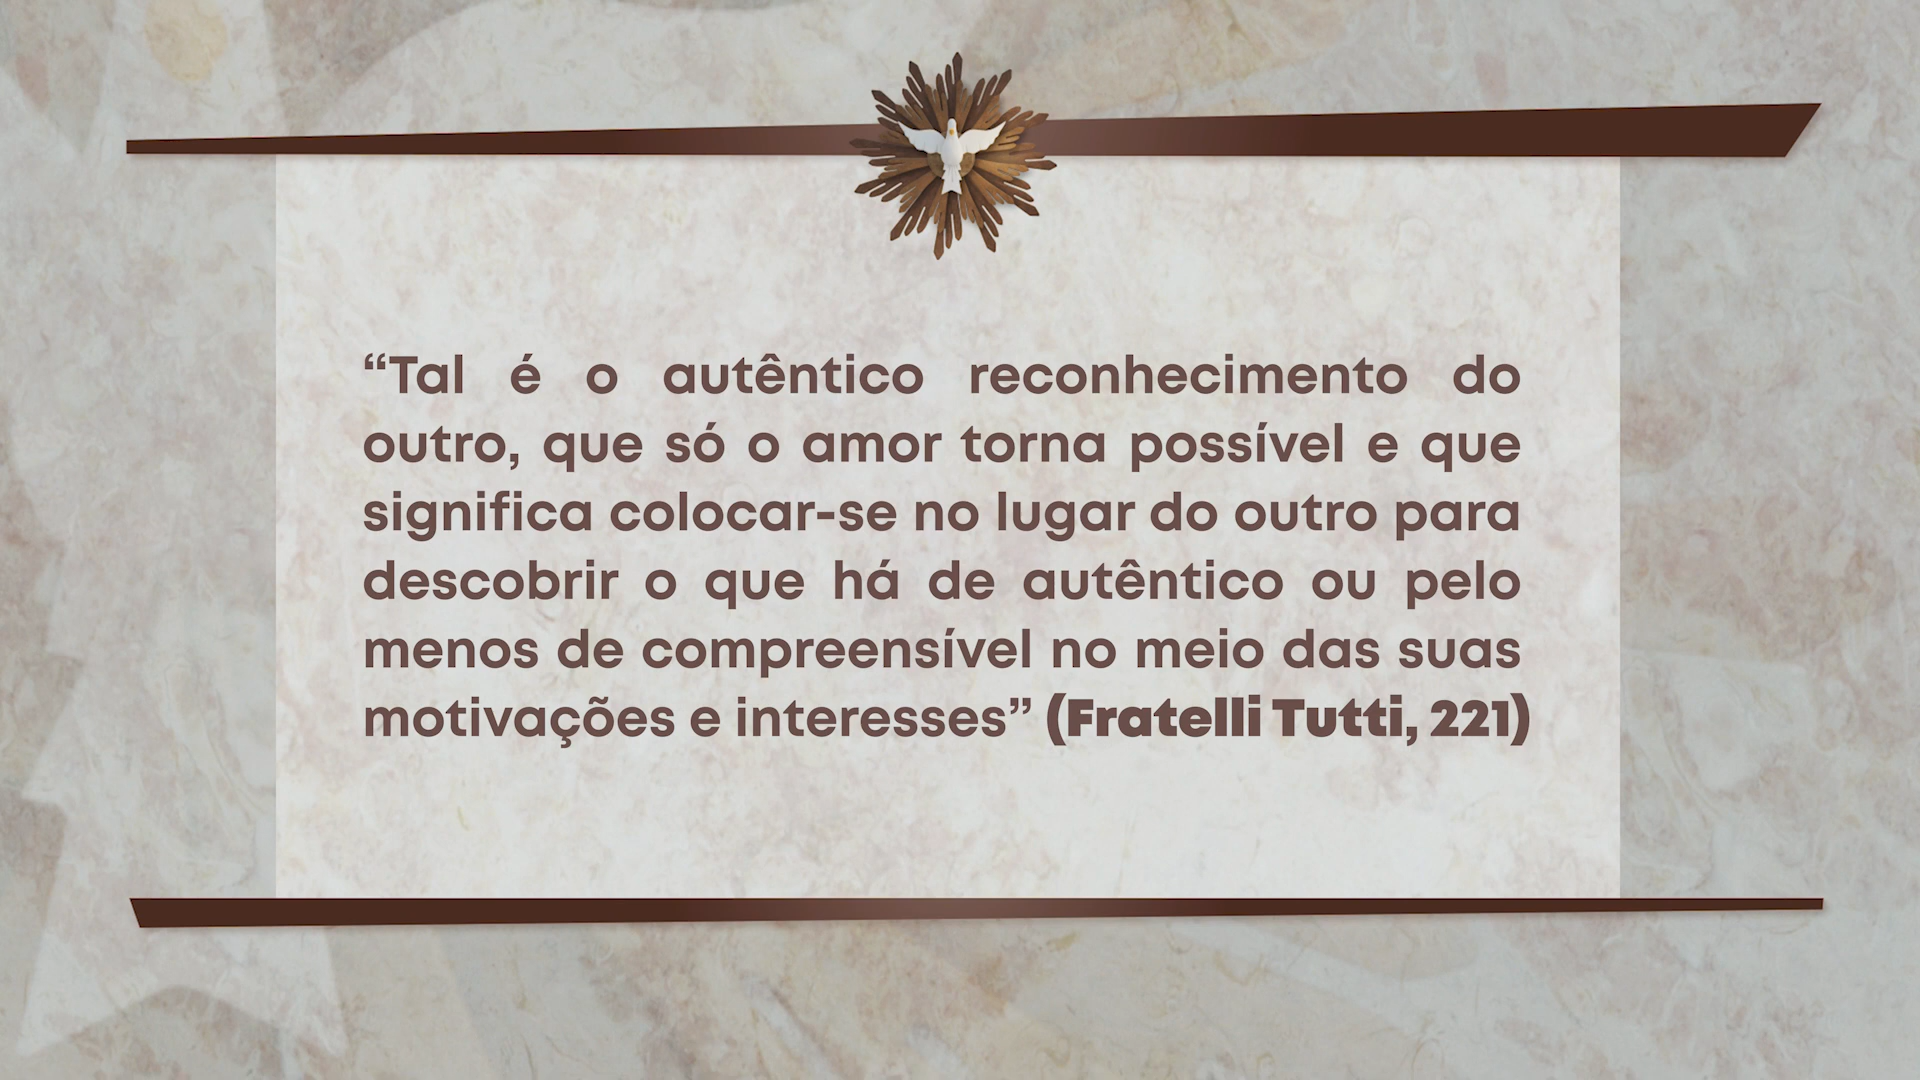 “Tal é o autêntico reconhecimento do
outro, que só o amor torna possível e que
significa colocar-se no lugar do outro para
descobrir o que há de autêntico ou pelo
menos de compreensível no meio das suas
motivações e interesses” (Fratelli Tutti, 221)